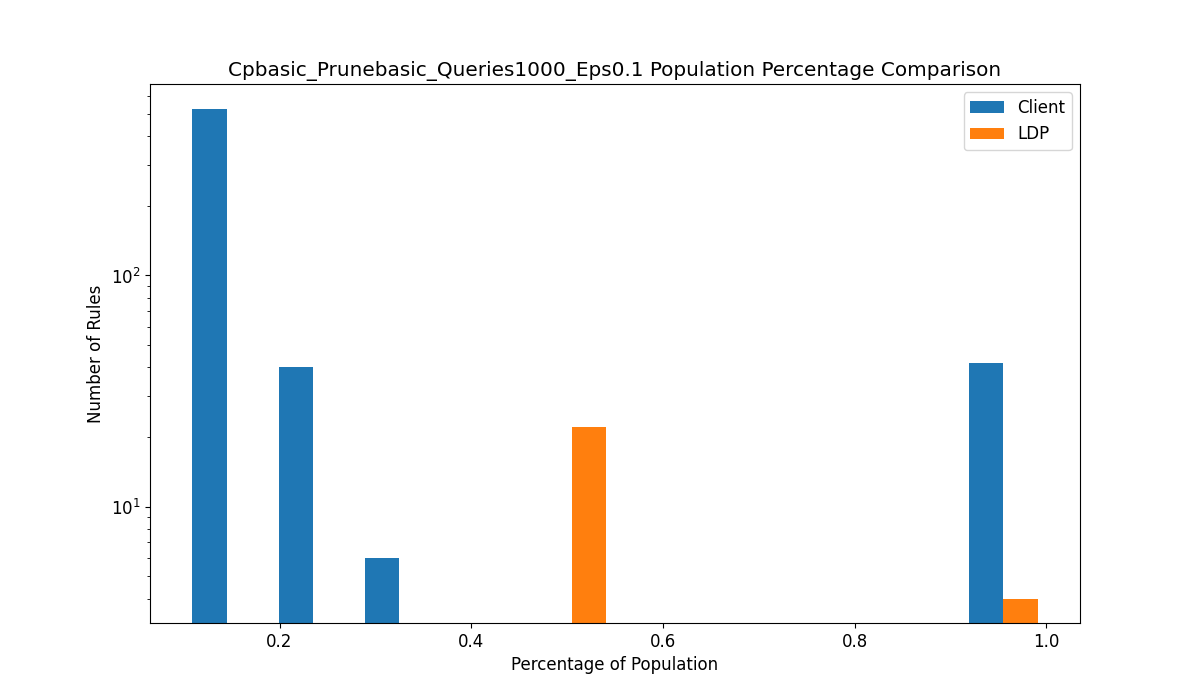 Cpbasic_Prunebasic_Queries1000_Eps0.1 Population Percentage Comparison
Client
LDP
Number of Rules
10²
10¹
0.2 0.4 0.6 0.8 1.0
Percentage of Population